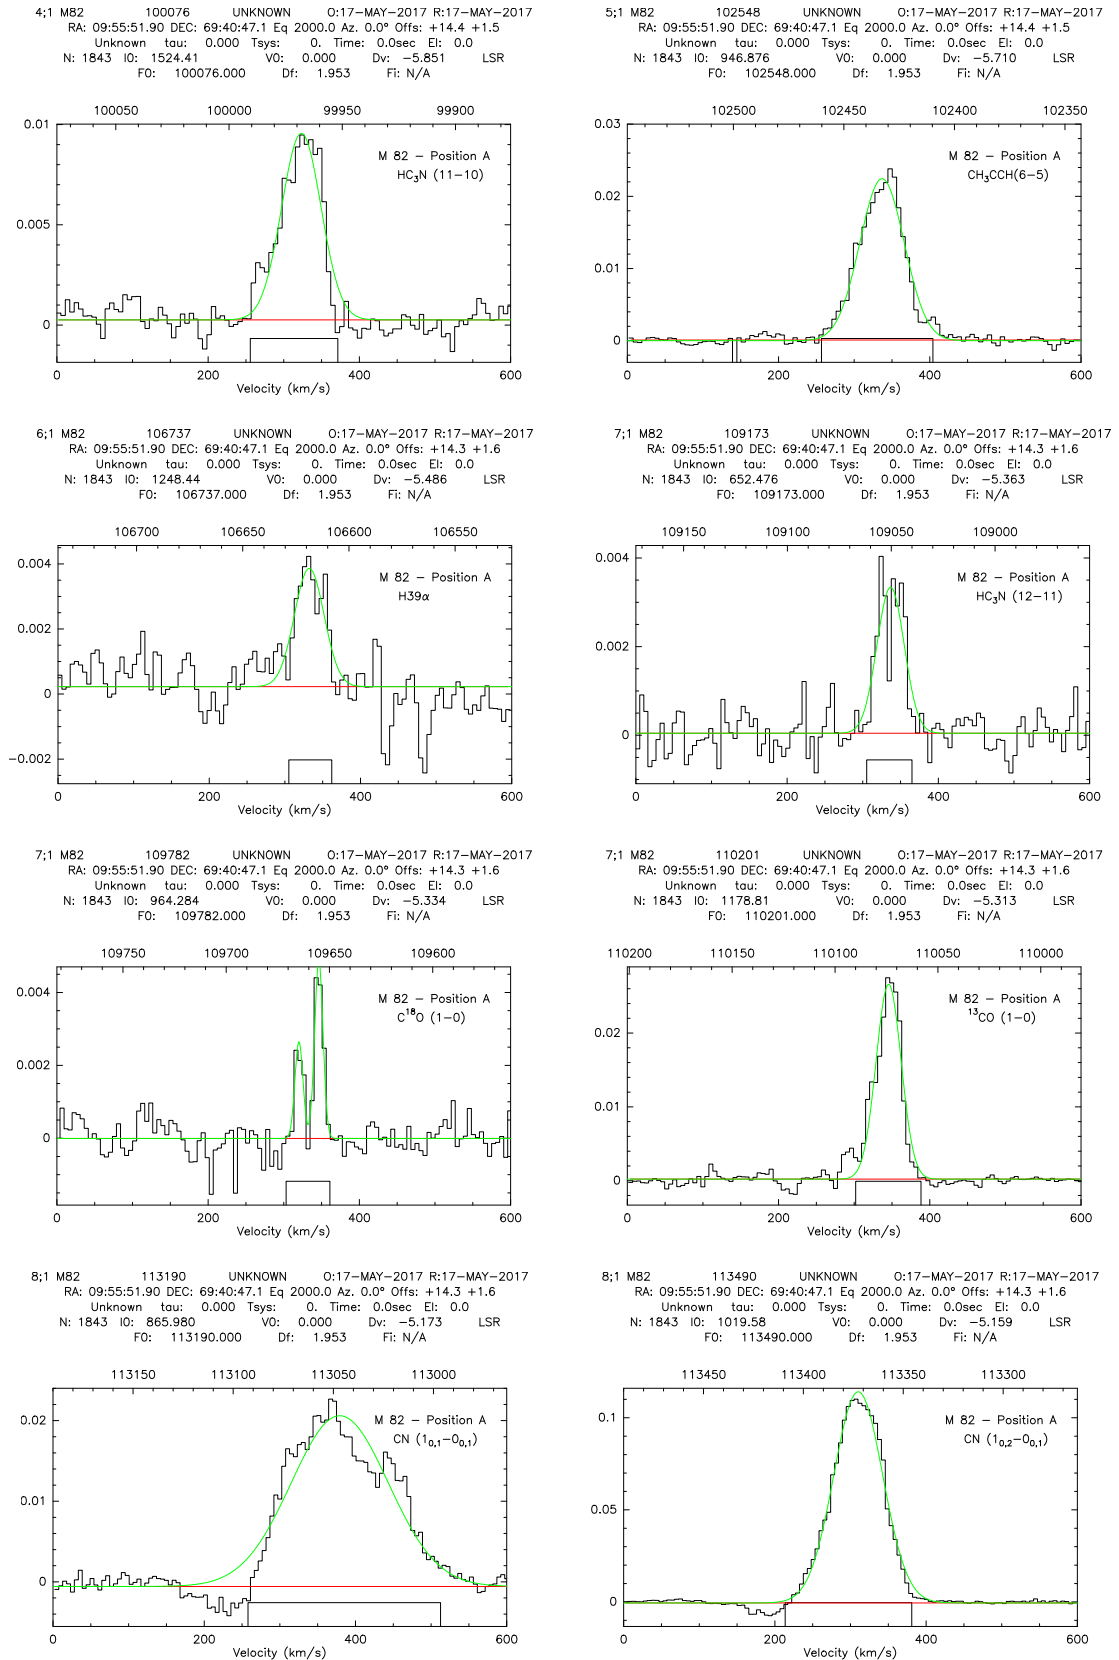 4;1 M82 100076 UNKNOWN O:17-MAY-2017 R:17-MAY-2017
RA: 09:55:51.90 DEC: 69:40:47.1 Eq 2000.0 Az. 0.0° Offs: +14.4 +1.5
Unknown tau: 0.000 Tsys: 0. Time: 0.0sec El: 0.0
N: 1843 I0: 1524.41 V0: 0.000 Dv: -5.851 LSR
F0: 100076.000 Df: 1.953 Fi: N/A
100050 100000 99950 99900
0.01
M 82 - Position A
HC₃N (11-10)
0.005
0
0 200 400 600
Velocity (km/s)
5;1 M82 102548 UNKNOWN O:17-MAY-2017 R:17-MAY-2017
RA: 09:55:51.90 DEC: 69:40:47.1 Eq 2000.0 Az. 0.0° Offs: +14.4 +1.5
Unknown tau: 0.000 Tsys: 0. Time: 0.0sec El: 0.0
N: 1843 I0: 946.876 V0: 0.000 Dv: -5.710 LSR
F0: 102548.000 Df: 1.953 Fi: N/A
102500 102450 102400 102350
0.03
M 82 - Position A
CH₃CCH(6-5)
0.02
0.01
0
0 200 400 600
Velocity (km/s)
6;1 M82 106737 UNKNOWN O:17-MAY-2017 R:17-MAY-2017
RA: 09:55:51.90 DEC: 69:40:47.1 Eq 2000.0 Az. 0.0° Offs: +14.3 +1.6
Unknown tau: 0.000 Tsys: 0. Time: 0.0sec El: 0.0
N: 1843 I0: 1248.44 V0: 0.000 Dv: -5.486 LSR
F0: 106737.000 Df: 1.953 Fi: N/A
106700 106650 106600 106550
0.004
M 82 - Position A
H39α
0.002
0
-0.002
0 200 400 600
Velocity (km/s)
7;1 M82 109173 UNKNOWN O:17-MAY-2017 R:17-MAY-2017
RA: 09:55:51.90 DEC: 69:40:47.1 Eq 2000.0 Az. 0.0° Offs: +14.3 +1.6
Unknown tau: 0.000 Tsys: 0. Time: 0.0sec El: 0.0
N: 1843 I0: 652.476 V0: 0.000 Dv: -5.363 LSR
F0: 109173.000 Df: 1.953 Fi: N/A
109150 109100 109050 109000
0.004
M 82 - Position A
HC₃N (12-11)
0.002
0
0 200 400 600
Velocity (km/s)
7;1 M82 109782 UNKNOWN O:17-MAY-2017 R:17-MAY-2017
RA: 09:55:51.90 DEC: 69:40:47.1 Eq 2000.0 Az. 0.0° Offs: +14.3 +1.6
Unknown tau: 0.000 Tsys: 0. Time: 0.0sec El: 0.0
N: 1843 I0: 964.284 V0: 0.000 Dv: -5.334 LSR
F0: 109782.000 Df: 1.953 Fi: N/A
109750 109700 109650 109600
0.004
M 82 - Position A
C¹⁸O (1-0)
0.002
0
0 200 400 600
Velocity (km/s)
7;1 M82 110201 UNKNOWN O:17-MAY-2017 R:17-MAY-2017
RA: 09:55:51.90 DEC: 69:40:47.1 Eq 2000.0 Az. 0.0° Offs: +14.3 +1.6
Unknown tau: 0.000 Tsys: 0. Time: 0.0sec El: 0.0
N: 1843 I0: 1178.81 V0: 0.000 Dv: -5.313 LSR
F0: 110201.000 Df: 1.953 Fi: N/A
110200 110150 110100 110050 110000
M 82 - Position A
¹³CO (1-0)
0.02
0.01
0
0 200 400 600
Velocity (km/s)
8;1 M82 113190 UNKNOWN O:17-MAY-2017 R:17-MAY-2017
RA: 09:55:51.90 DEC: 69:40:47.1 Eq 2000.0 Az. 0.0° Offs: +14.3 +1.6
Unknown tau: 0.000 Tsys: 0. Time: 0.0sec El: 0.0
N: 1843 I0: 865.980 V0: 0.000 Dv: -5.173 LSR
F0: 113190.000 Df: 1.953 Fi: N/A
113150 113100 113050 113000
0.02
M 82 - Position A
CN (1₀,₁-0₀,₁)
0.01
0
0 200 400 600
Velocity (km/s)
8;1 M82 113490 UNKNOWN O:17-MAY-2017 R:17-MAY-2017
RA: 09:55:51.90 DEC: 69:40:47.1 Eq 2000.0 Az. 0.0° Offs: +14.3 +1.6
Unknown tau: 0.000 Tsys: 0. Time: 0.0sec El: 0.0
N: 1843 I0: 1019.58 V0: 0.000 Dv: -5.159 LSR
F0: 113490.000 Df: 1.953 Fi: N/A
113450 113400 113350 113300
0.1
M 82 - Position A
CN (1₀,₂-0₀,₁)
0.05
0
0 200 400 600
Velocity (km/s)